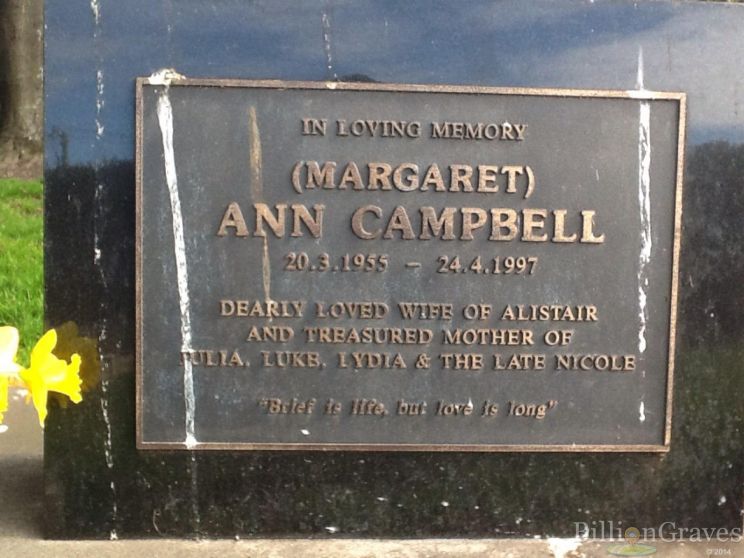 IN LOVING MEMORY
(MARGARET)
ANN CAMPBELL
20.3.1955 – 24.4.1997
DEARLY LOVED WIFE OF ALISTAIR
AND TREASURED MOTHER OF
JULIA, LUKE, LYDIA & THE LATE NICOLE
"Brief is life, but love is long"
BillionGraves
©2014